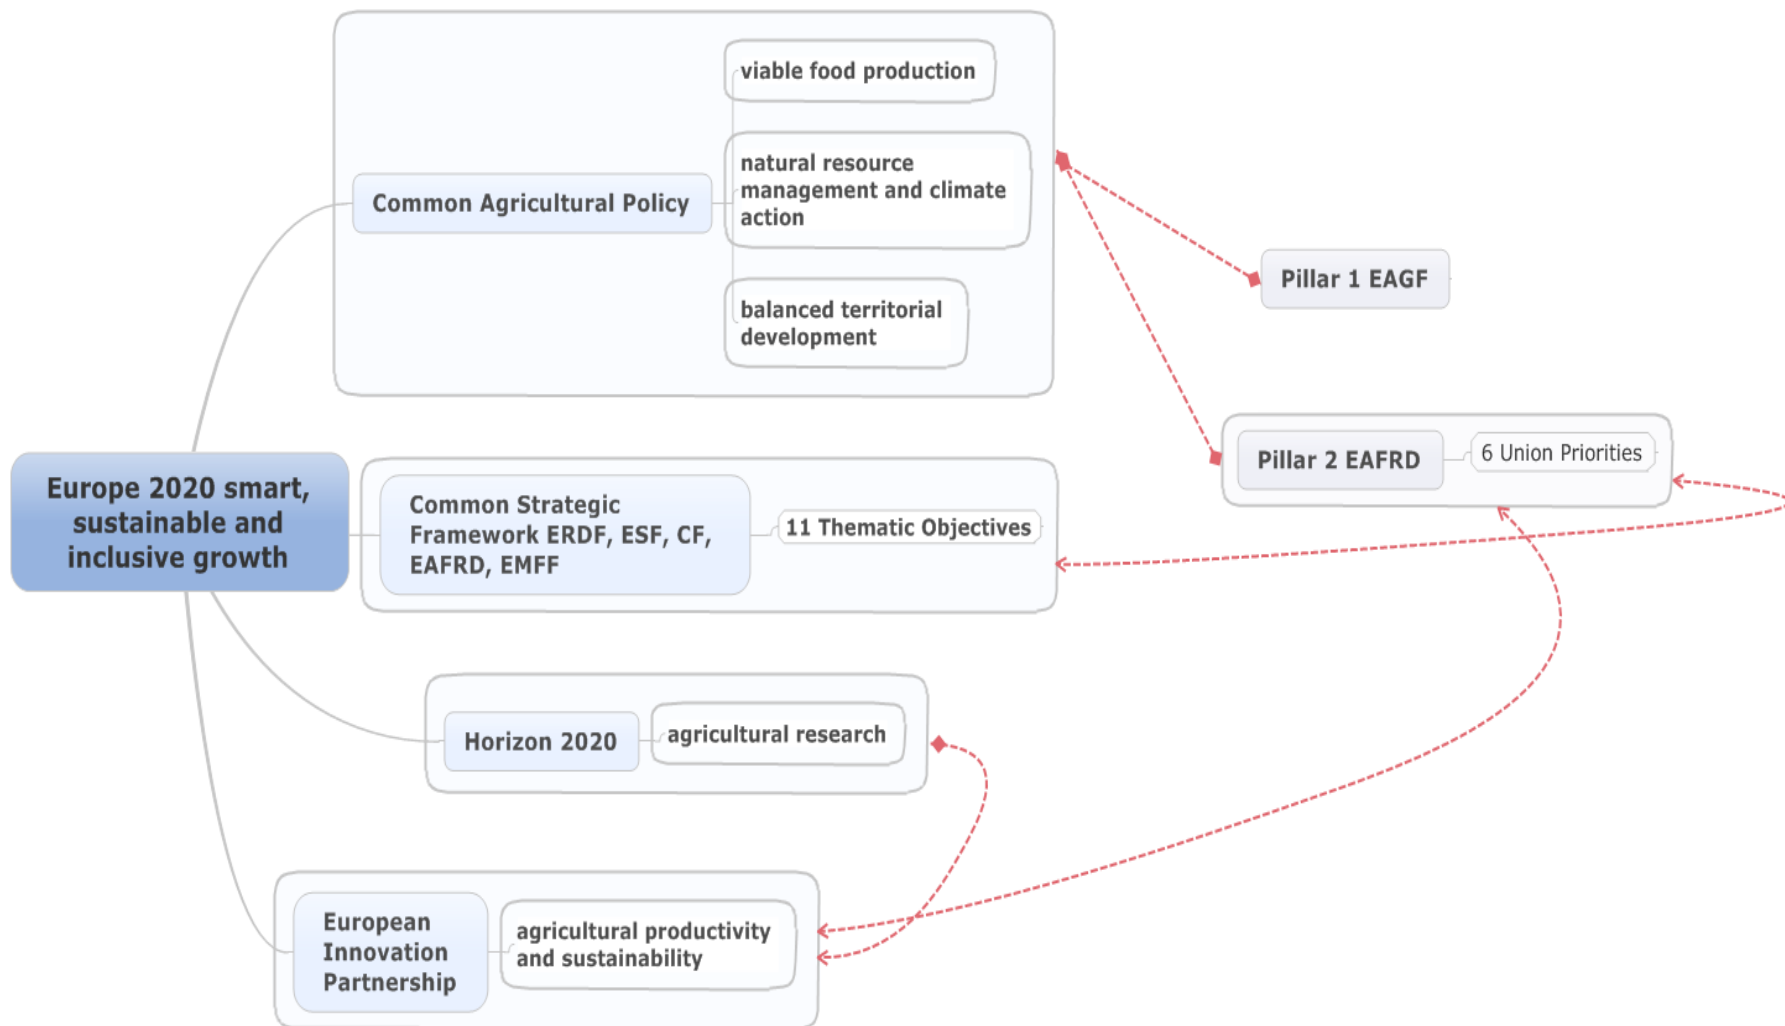 Europe 2020 smart,
sustainable and
inclusive growth
Common Agricultural Policy
viable food production
natural resource
management and climate
action
balanced territorial
development
Pillar 1 EAGF
Pillar 2 EAFRD
6 Union Priorities
Common Strategic
Framework ERDF, ESF, CF,
EAFRD, EMFF
11 Thematic Objectives
Horizon 2020
agricultural research
European
Innovation
Partnership
agricultural productivity
and sustainability